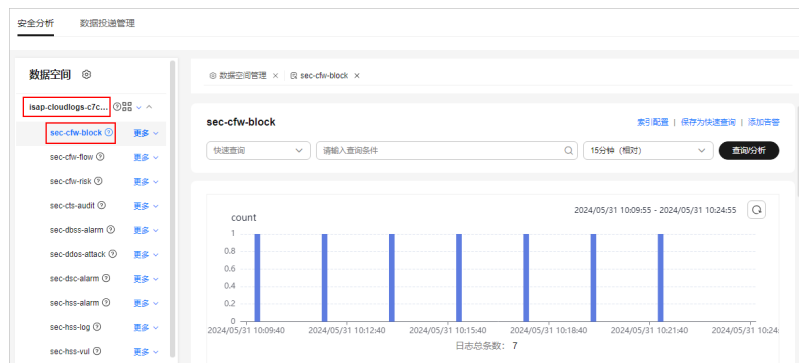 安全分析 数据投递管理
数据空间
数据空间管理 × sec-cfw-block ×
isap-cloudlogs-c7c...
sec-cfw-block 更多
sec-cfw-flow 更多
sec-cfw-risk 更多
sec-cts-audit 更多
sec-dbss-alarm 更多
sec-ddos-attack 更多
sec-dsc-alarm 更多
sec-hss-alarm 更多
sec-hss-log 更多
sec-hss-vul 更多
sec-cfw-block 索引配置 | 保存为快速查询 | 添加告警
快速查询 请输入查询条件 15分钟（相对） 查询/分析
count 2024/05/31 10:09:55 - 2024/05/31 10:24:55
1
0.8
0.6
0.4
0.2
0
2024/05/31 10:09:40 2024/05/31 10:12:40 2024/05/31 10:15:40 2024/05/31 10:18:40 2024/05/31 10:21:40 2024/05/31 10:24:
日志总条数： 7